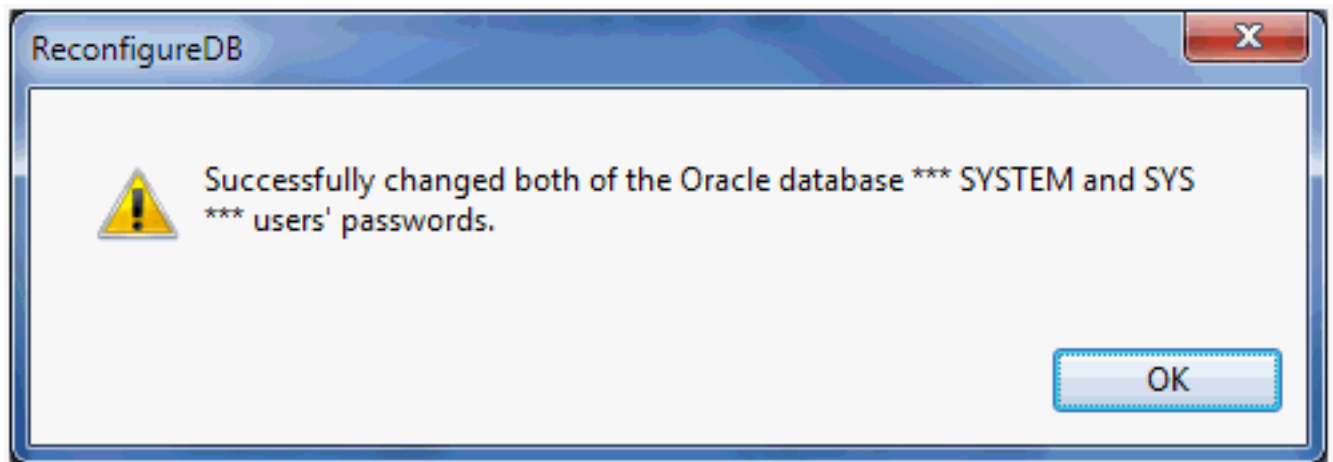 ReconfigureDB
Successfully changed both of the Oracle database *** SYSTEM and SYS
*** users' passwords.
OK